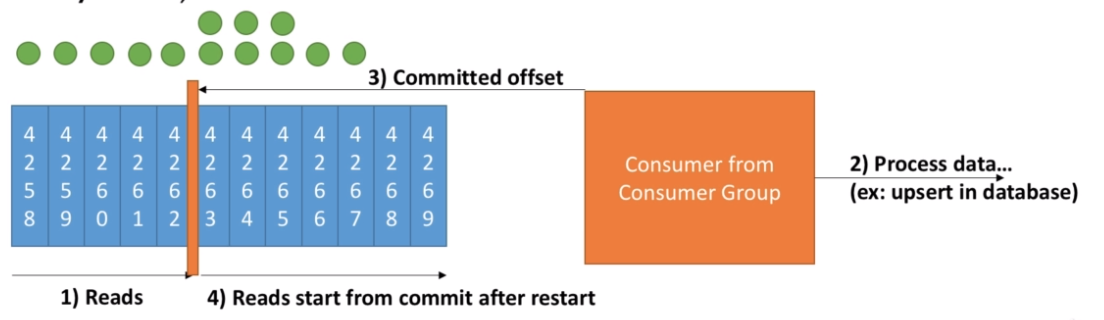 3) Committed offset
4258 4259 4260 4261 4262 4263 4264 4265 4266 4267 4268 4269
Consumer from
Consumer Group
2) Process data...
(ex: upsert in database)
1) Reads
4) Reads start from commit after restart